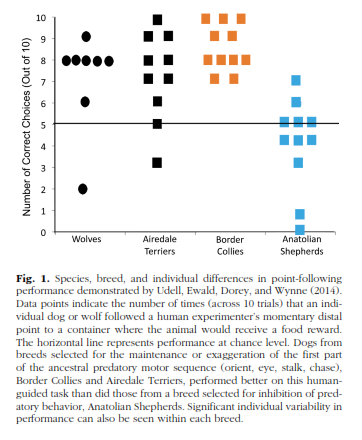 Number of Correct Choices (Out of 10)
10
9
8
7
6
5
4
3
2
1
0
Wolves
Airedale
Terriers
Border
Collies
Anatolian
Shepherds
Fig. 1. Species, breed, and individual differences in point-following
performance demonstrated by Udell, Ewald, Dorey, and Wynne (2014).
Data points indicate the number of times (across 10 trials) that an indi-
vidual dog or wolf followed a human experimenter's momentary distal
point to a container where the animal would receive a food reward.
The horizontal line represents performance at chance level. Dogs from
breeds selected for the maintenance or exaggeration of the first part
of the ancestral predatory motor sequence (orient, eye, stalk, chase),
Border Collies and Airedale Terriers, performed better on this human-
guided task than did those from a breed selected for inhibition of pred-
atory behavior, Anatolian Shepherds. Significant individual variability in
performance can also be seen within each breed.